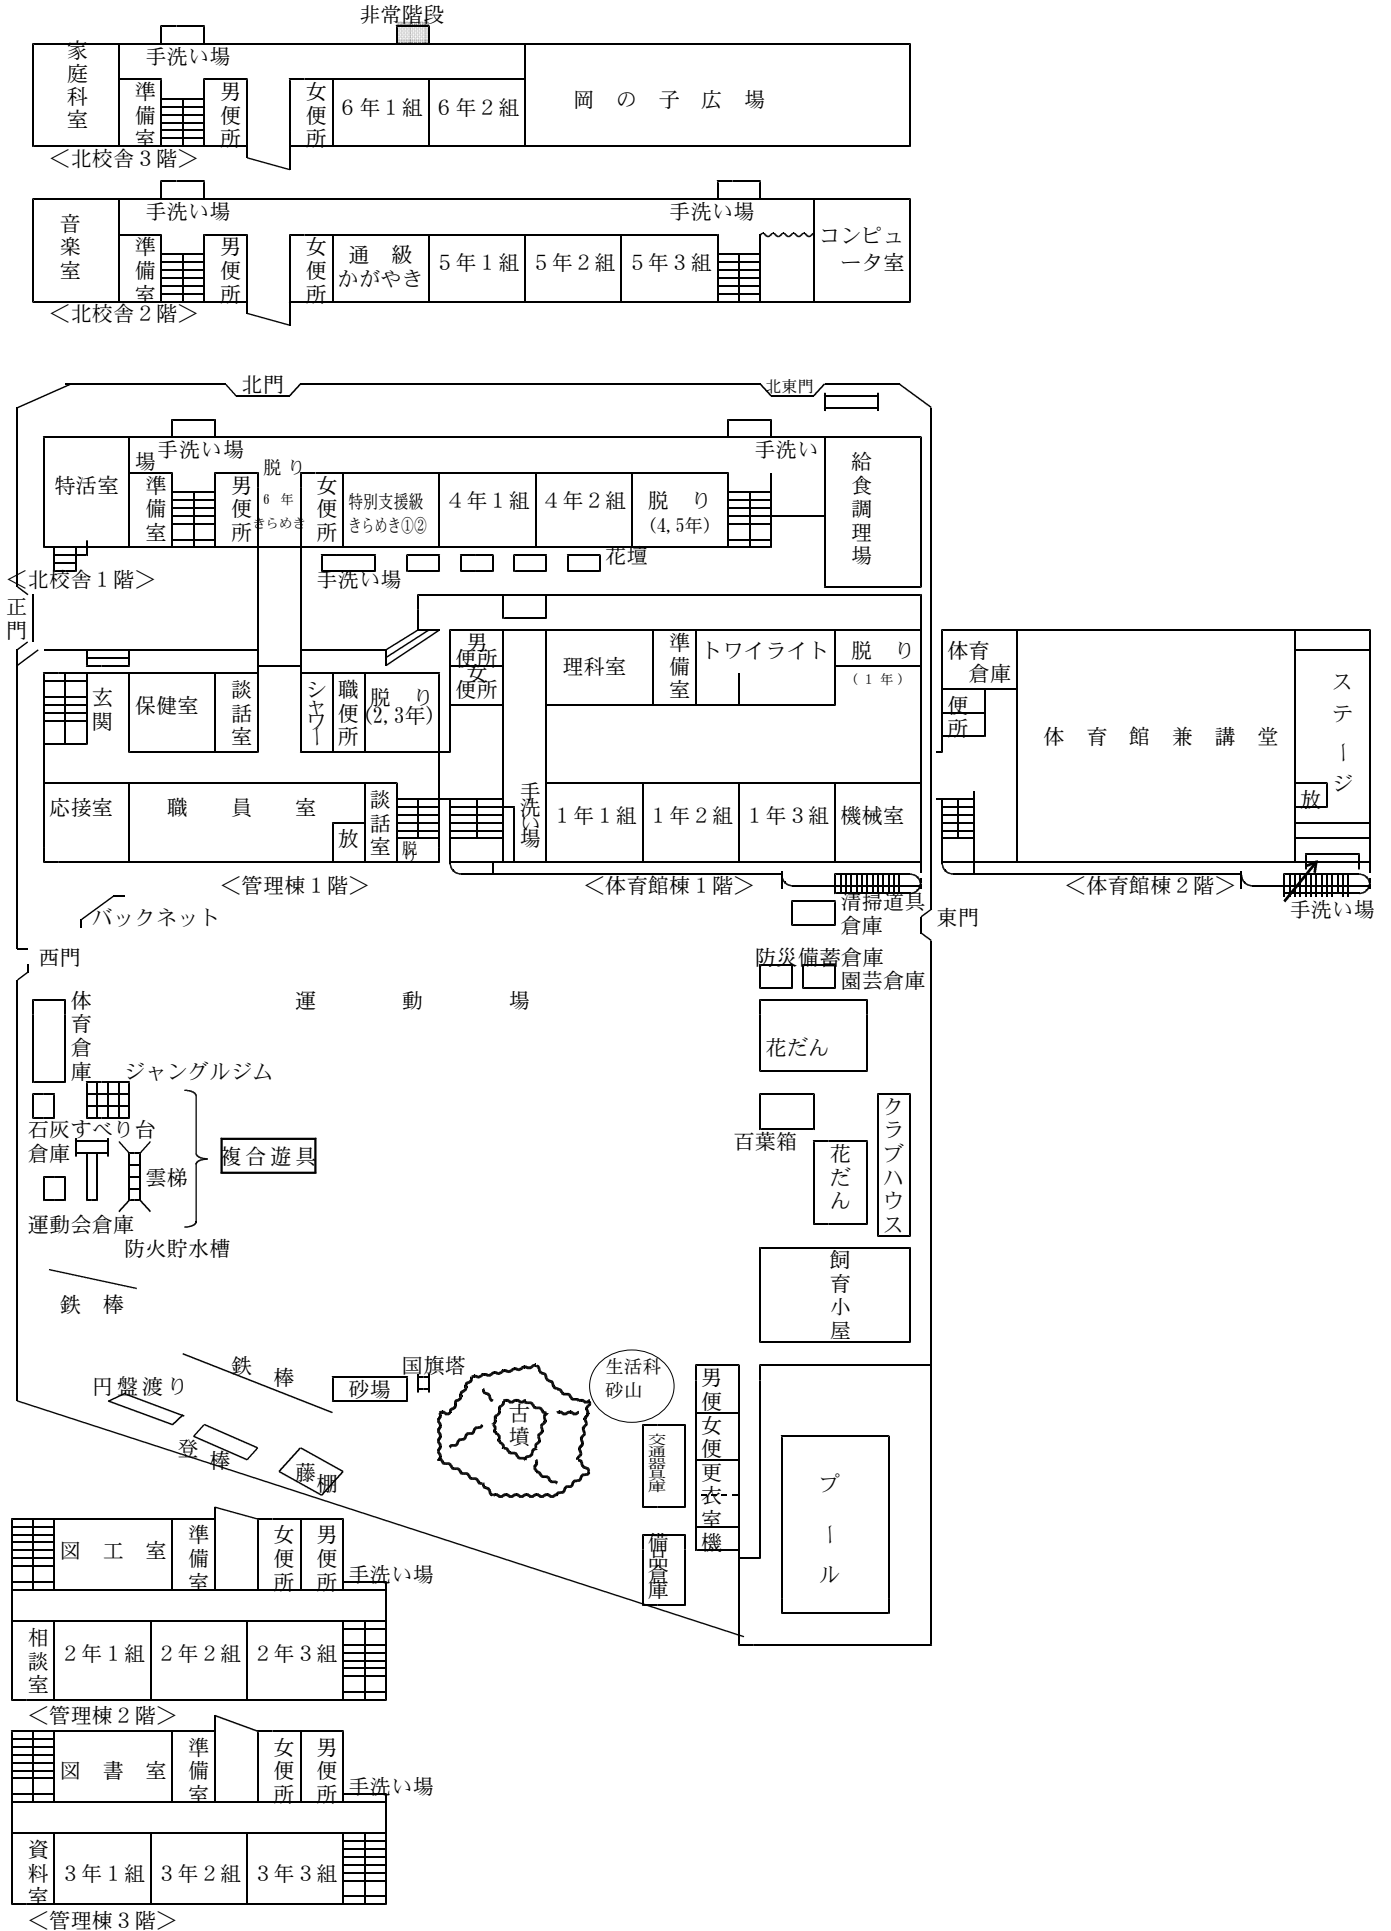 非常階段
家庭科室
手洗い場
準備室
男便所
女便所
６年１組
６年２組
岡の子広場
＜北校舎３階＞
音楽室
手洗い場
手洗い場
準備室
男便所
女便所
通級
かがやき
５年１組
５年２組
５年３組
コンピュ
ータ室
＜北校舎２階＞
北門
北東門
特活室
手洗い場
場
準備室
男便所
脱り
６年
きらめき
女便所
特別支援級
きらめき①②
４年１組
４年２組
脱り
(4,5年)
手洗い
給食調理場
＜北校舎１階＞
手洗い場
花壇
正門
玄関
保健室
談話室
シャワー
職便所
脱り
(2,3年)
男便所
女便所
理科室
準備室
トワイライト
脱り
（１年）
体育
倉庫
便所
体育館兼講堂
ステージ
放
応接室
職員室
放
談話室
脱り
手洗い場
１年１組
１年２組
１年３組
機械室
＜管理棟１階＞
＜体育館棟１階＞
＜体育館棟２階＞
手洗い場
バックネット
清掃道具
倉庫
東門
西門
防災備蓄倉庫
園芸倉庫
運動場
体育倉庫
花だん
ジャングルジム
石灰
倉庫
すべり台
雲梯
複合遊具
百葉箱
花だん
クラブハウス
運動会倉庫
防火貯水槽
飼育小屋
鉄棒
鉄棒
円盤渡り
登棒
藤棚
砂場
国旗塔
古墳
生活科
砂山
交通器具庫
備品倉庫
男便
女便
更衣室
機
プール
図工室
準備室
女便所
男便所
手洗い場
相談室
２年１組
２年２組
２年３組
＜管理棟２階＞
図書室
準備室
女便所
男便所
手洗い場
資料室
３年１組
３年２組
３年３組
＜管理棟３階＞